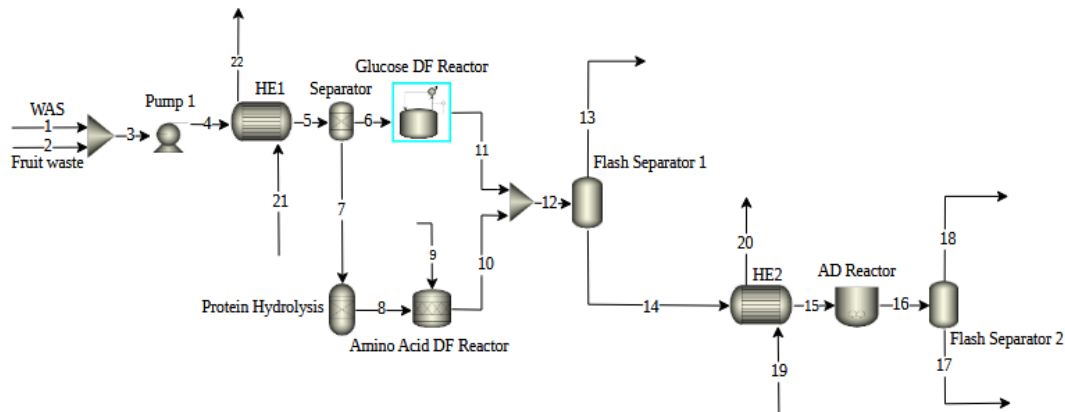 22
Glucose DF Reactor
HE1
Separator
WAS
Pump 1
1
2
3
4
5
6
Fruit waste
11
13
Flash Separator 1
21
7
12
9
10
20
18
HE2
AD Reactor
Protein Hydrolysis
8
14
15
16
Amino Acid DF Reactor
Flash Separator 2
19
17